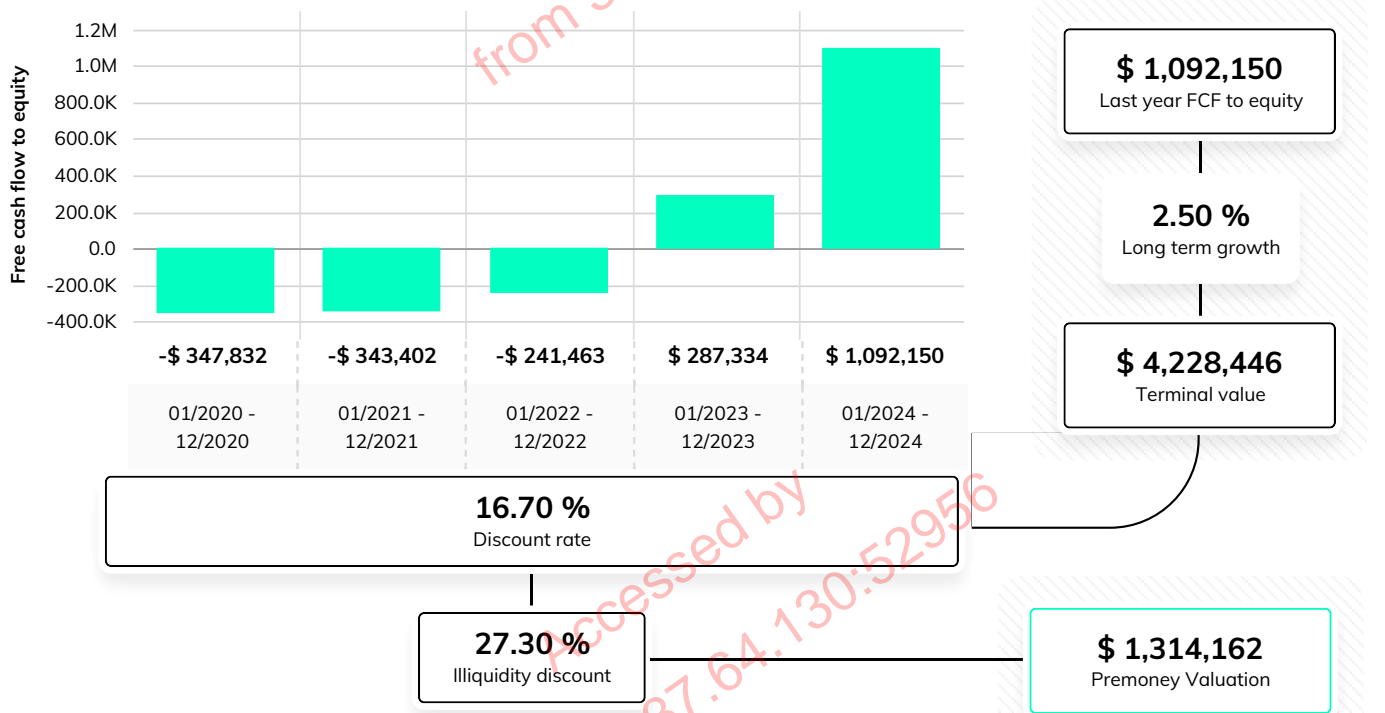 Free cash flow to equity
1.2M
1.0M
800.0K
600.0K
400.0K
200.0K
0.0
-200.0K
-400.0K
-$ 347,832
-$ 343,402
-$ 241,463
$ 287,334
$ 1,092,150
01/2020 -
12/2020
01/2021 -
12/2021
01/2022 -
12/2022
01/2023 -
12/2023
01/2024 -
12/2024
16.70 %
Discount rate
27.30 %
Illiquidity discount
$ 1,092,150
Last year FCF to equity
2.50 %
Long term growth
$ 4,228,446
Terminal value
$ 1,314,162
Premoney Valuation
from
Accessed by
37.64.130:52956